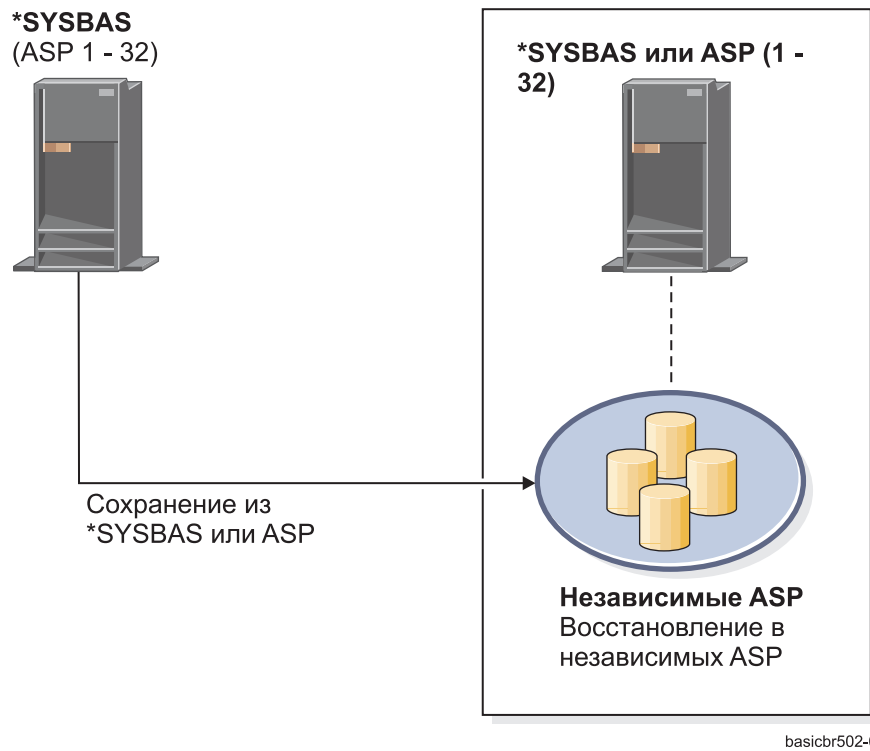 *SYSBAS
(ASP 1 - 32)
*SYSBAS или ASP (1 -
32)
Сохранение из
*SYSBAS или ASP
Независимые ASP
Восстановление в
независимых ASP
basicbr502-